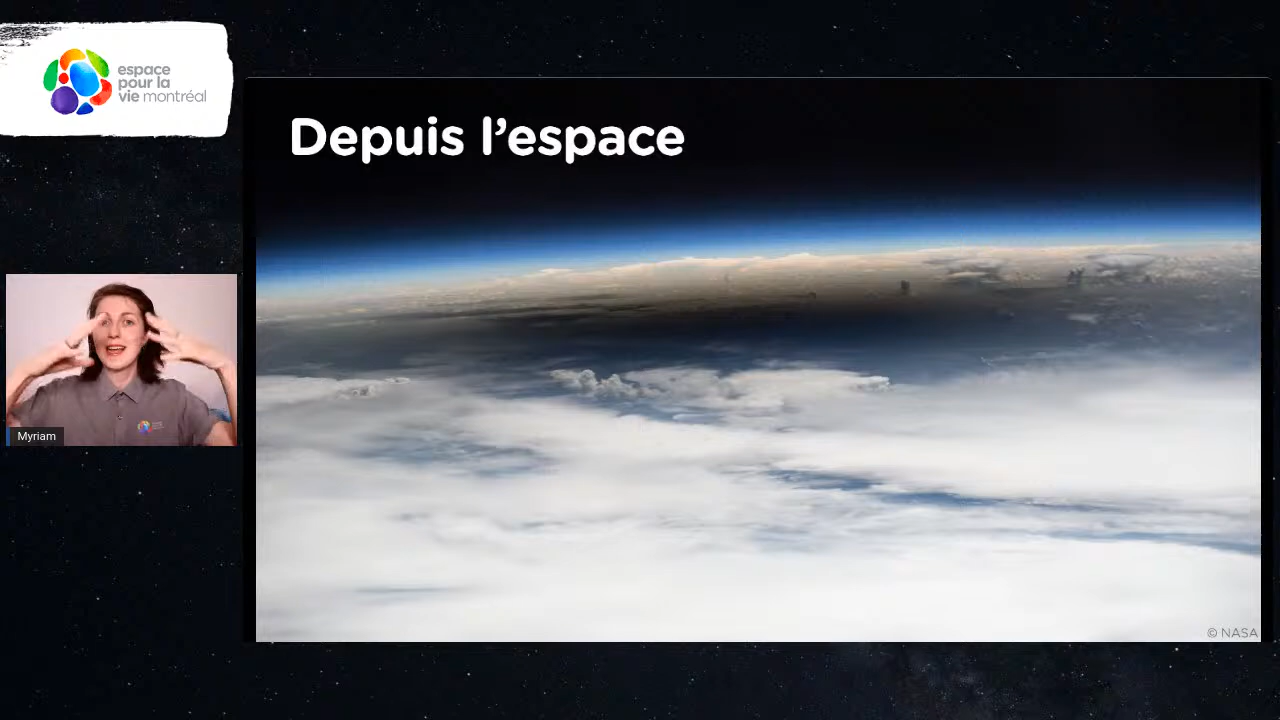 espace
pour la
vie montréal
Depuis l’espace
Myriam
© NASA